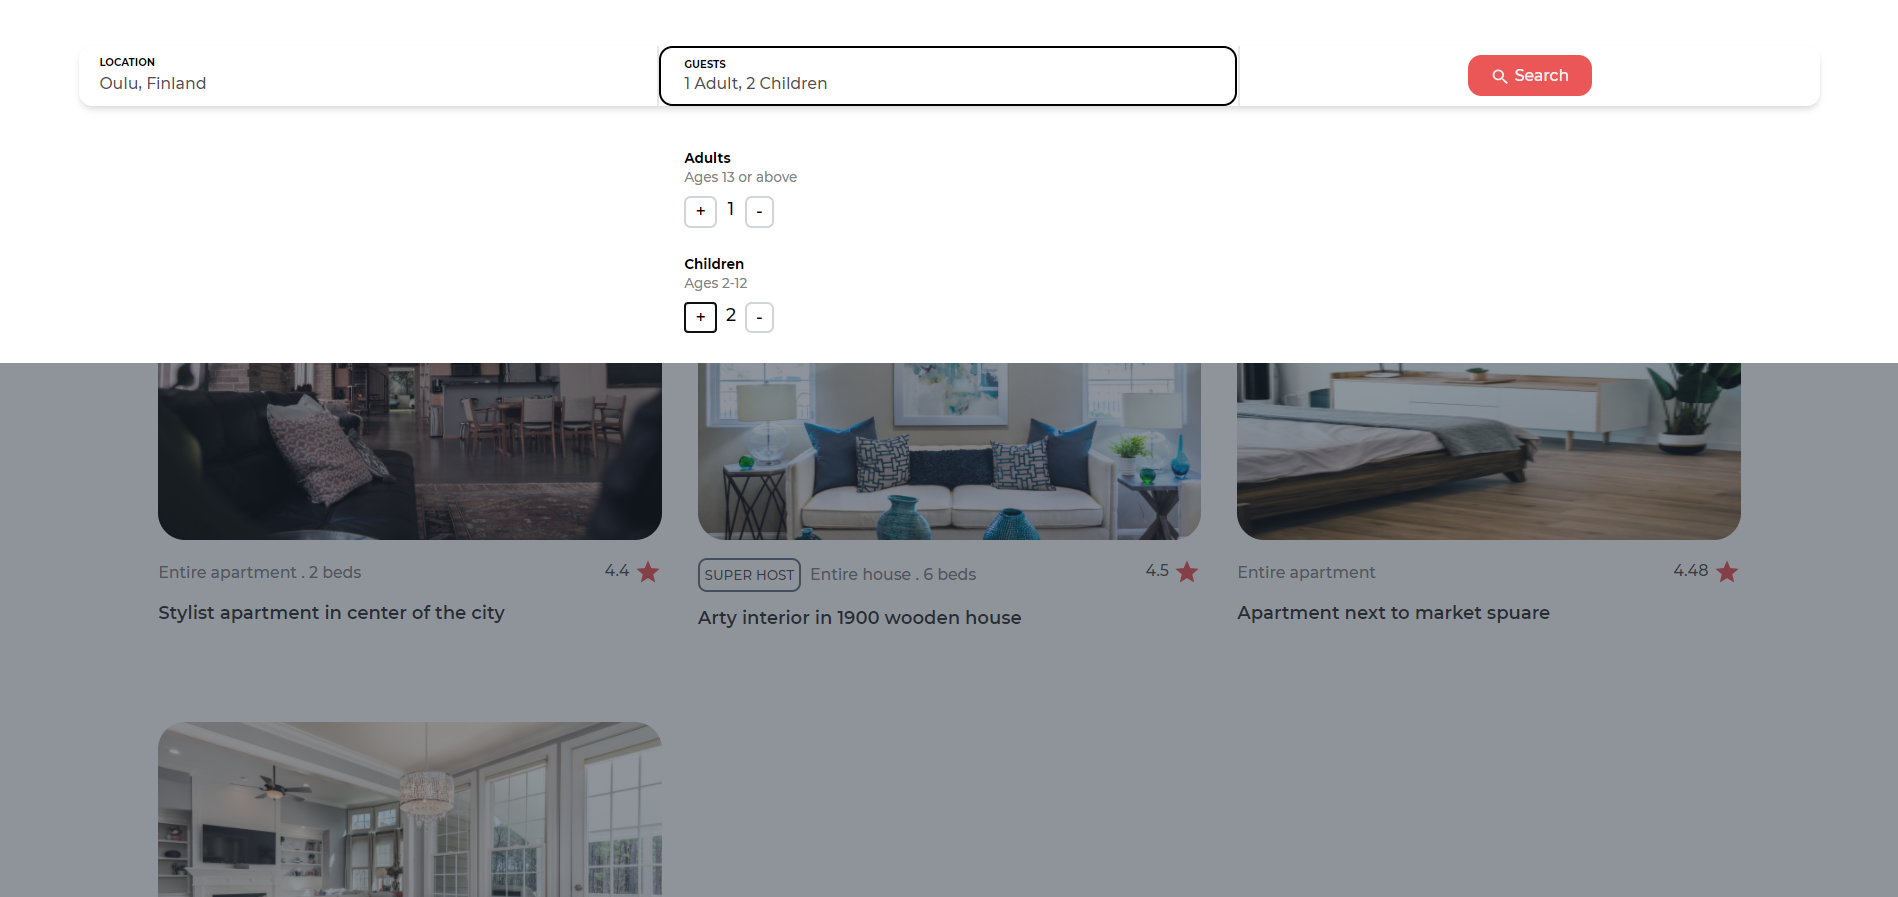 LOCATION
Oulu, Finland
GUESTS
1 Adult, 2 Children
Search
Adults
Ages 13 or above
+ 1 -
Children
Ages 2-12
+ 2 -
Entire apartment . 2 beds
4.4
Stylist apartment in center of the city
SUPER HOST
Entire house . 6 beds
4.5
Arty interior in 1900 wooden house
Entire apartment
4.48
Apartment next to market spuare